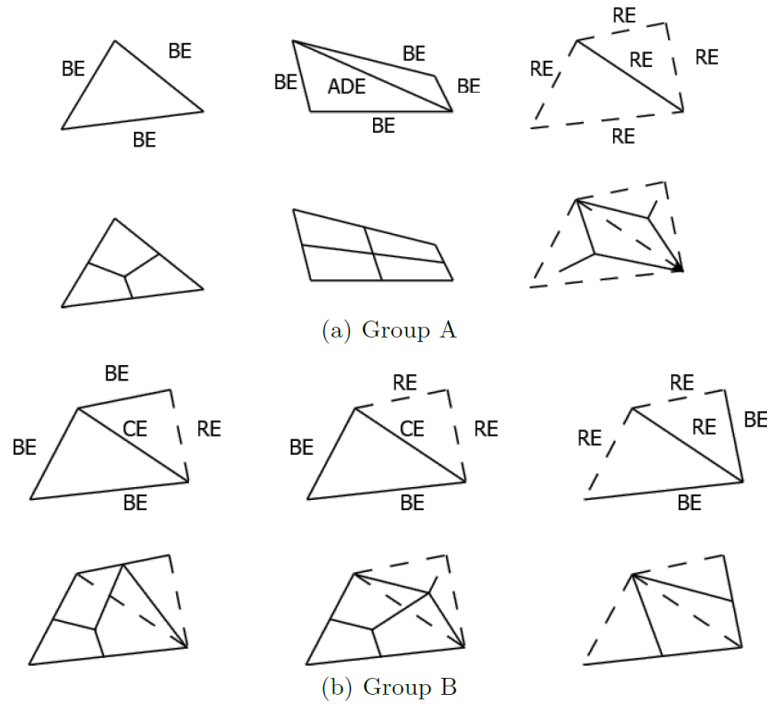 BE BE BE
BE ADE BE BE BE
RE RE RE RE RE
(a) Group A
BE BE CE RE BE
RE BE CE RE BE
RE RE RE BE BE
(b) Group B